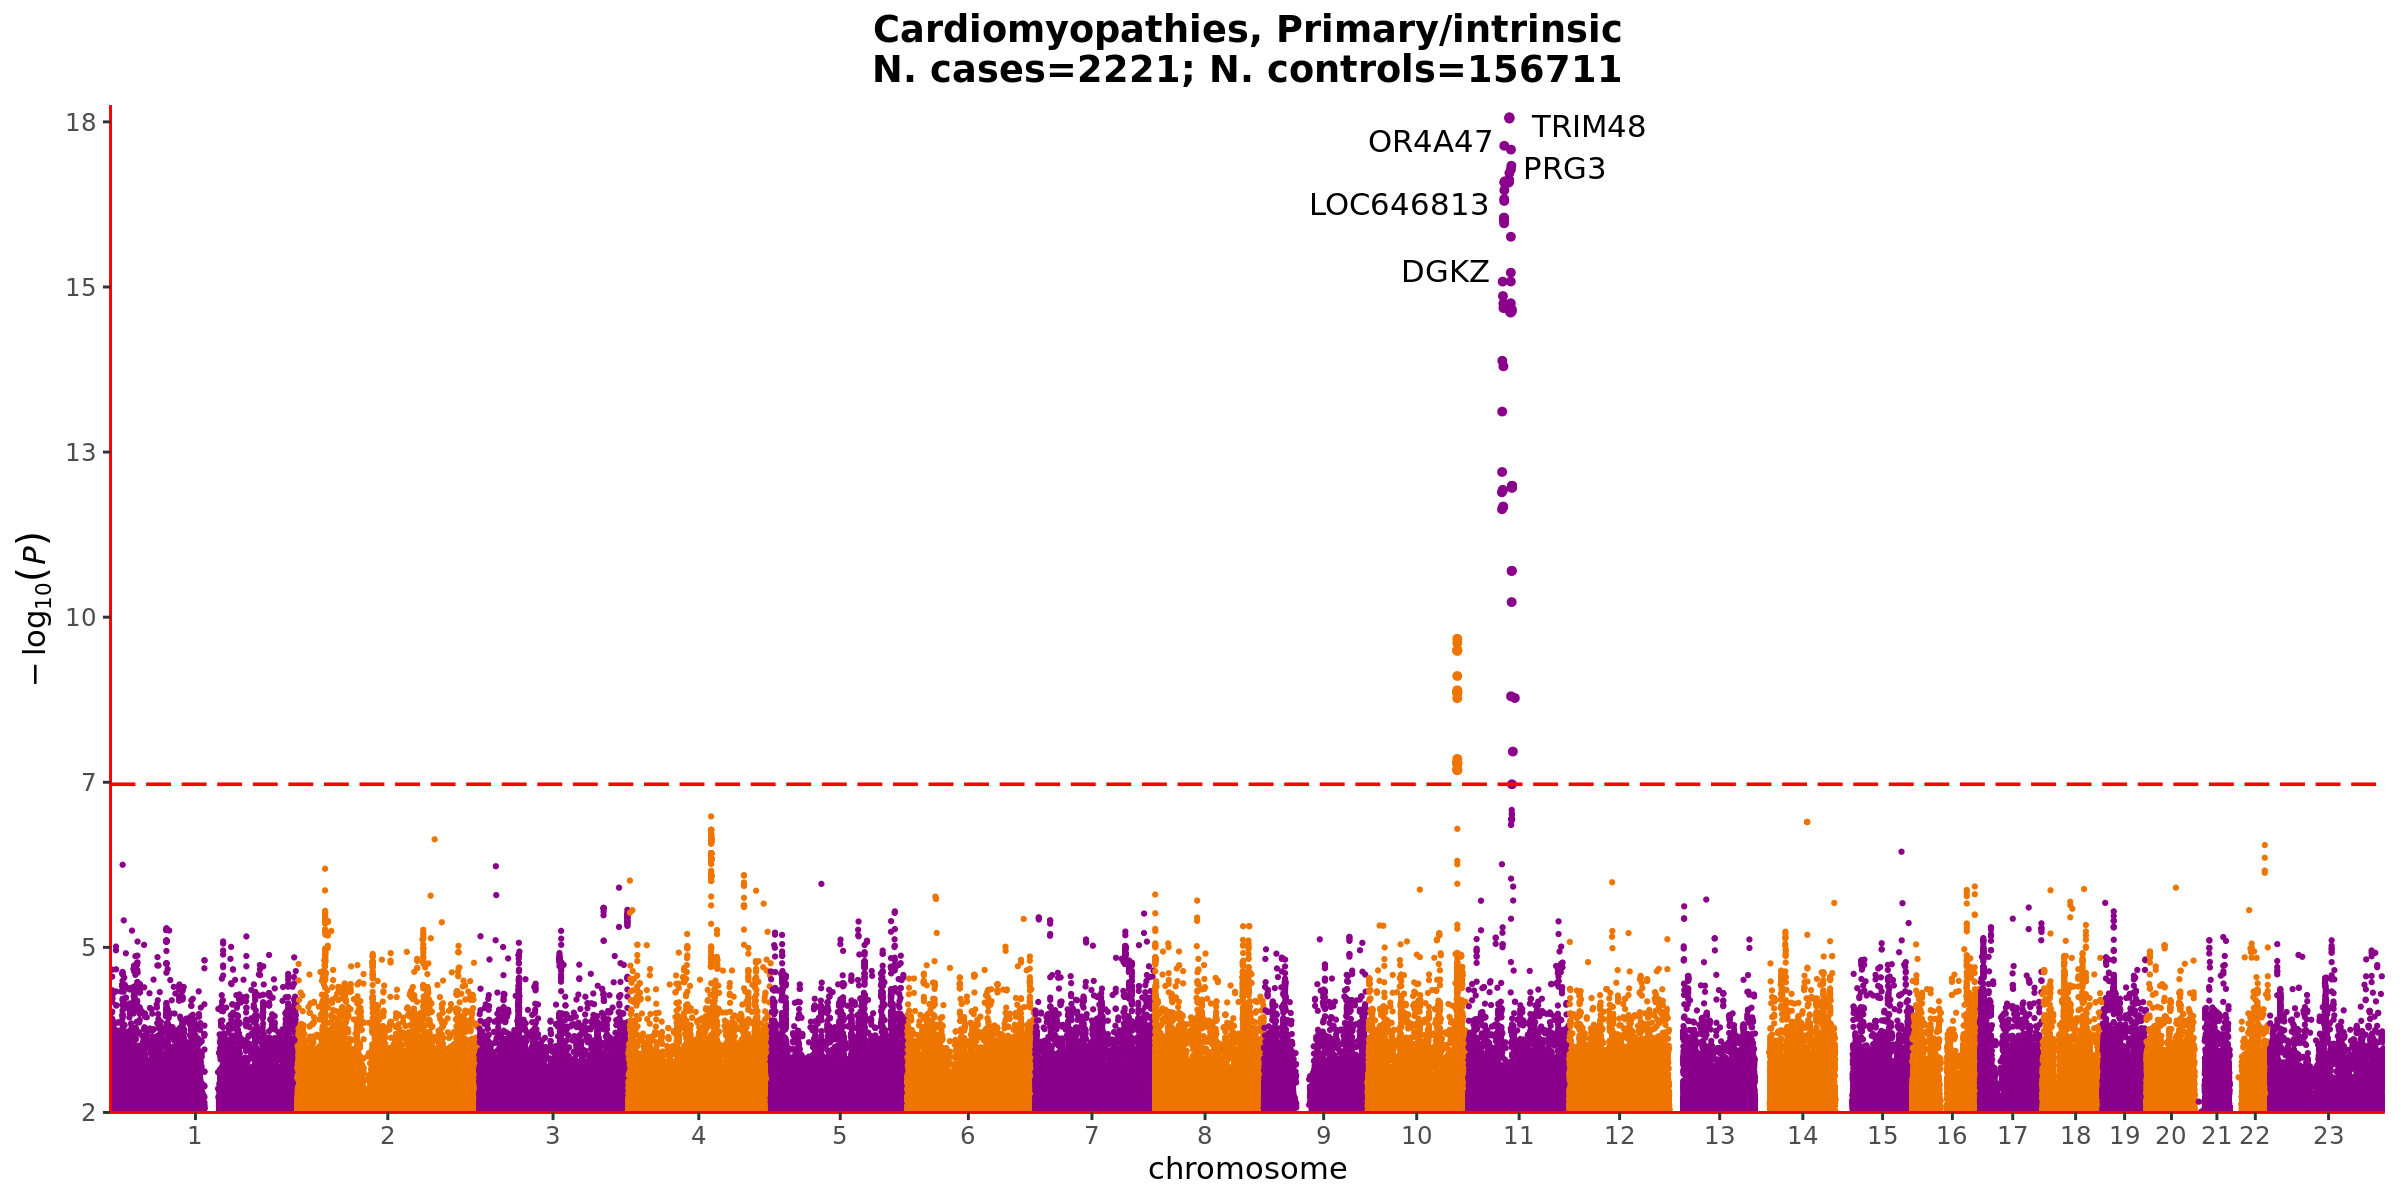 Cardiomyopathies, Primary/intrinsic
N. cases=2221; N. controls=156711
18
15
13
10
7
5
2
− log10(P)
TRIM48
OR4A47
PRG3
LOC646813
DGKZ
1 2 3 4 5 6 7 8 9 10 11 12 13 14 15 16 17 18 19 20 21 22 23
chromosome